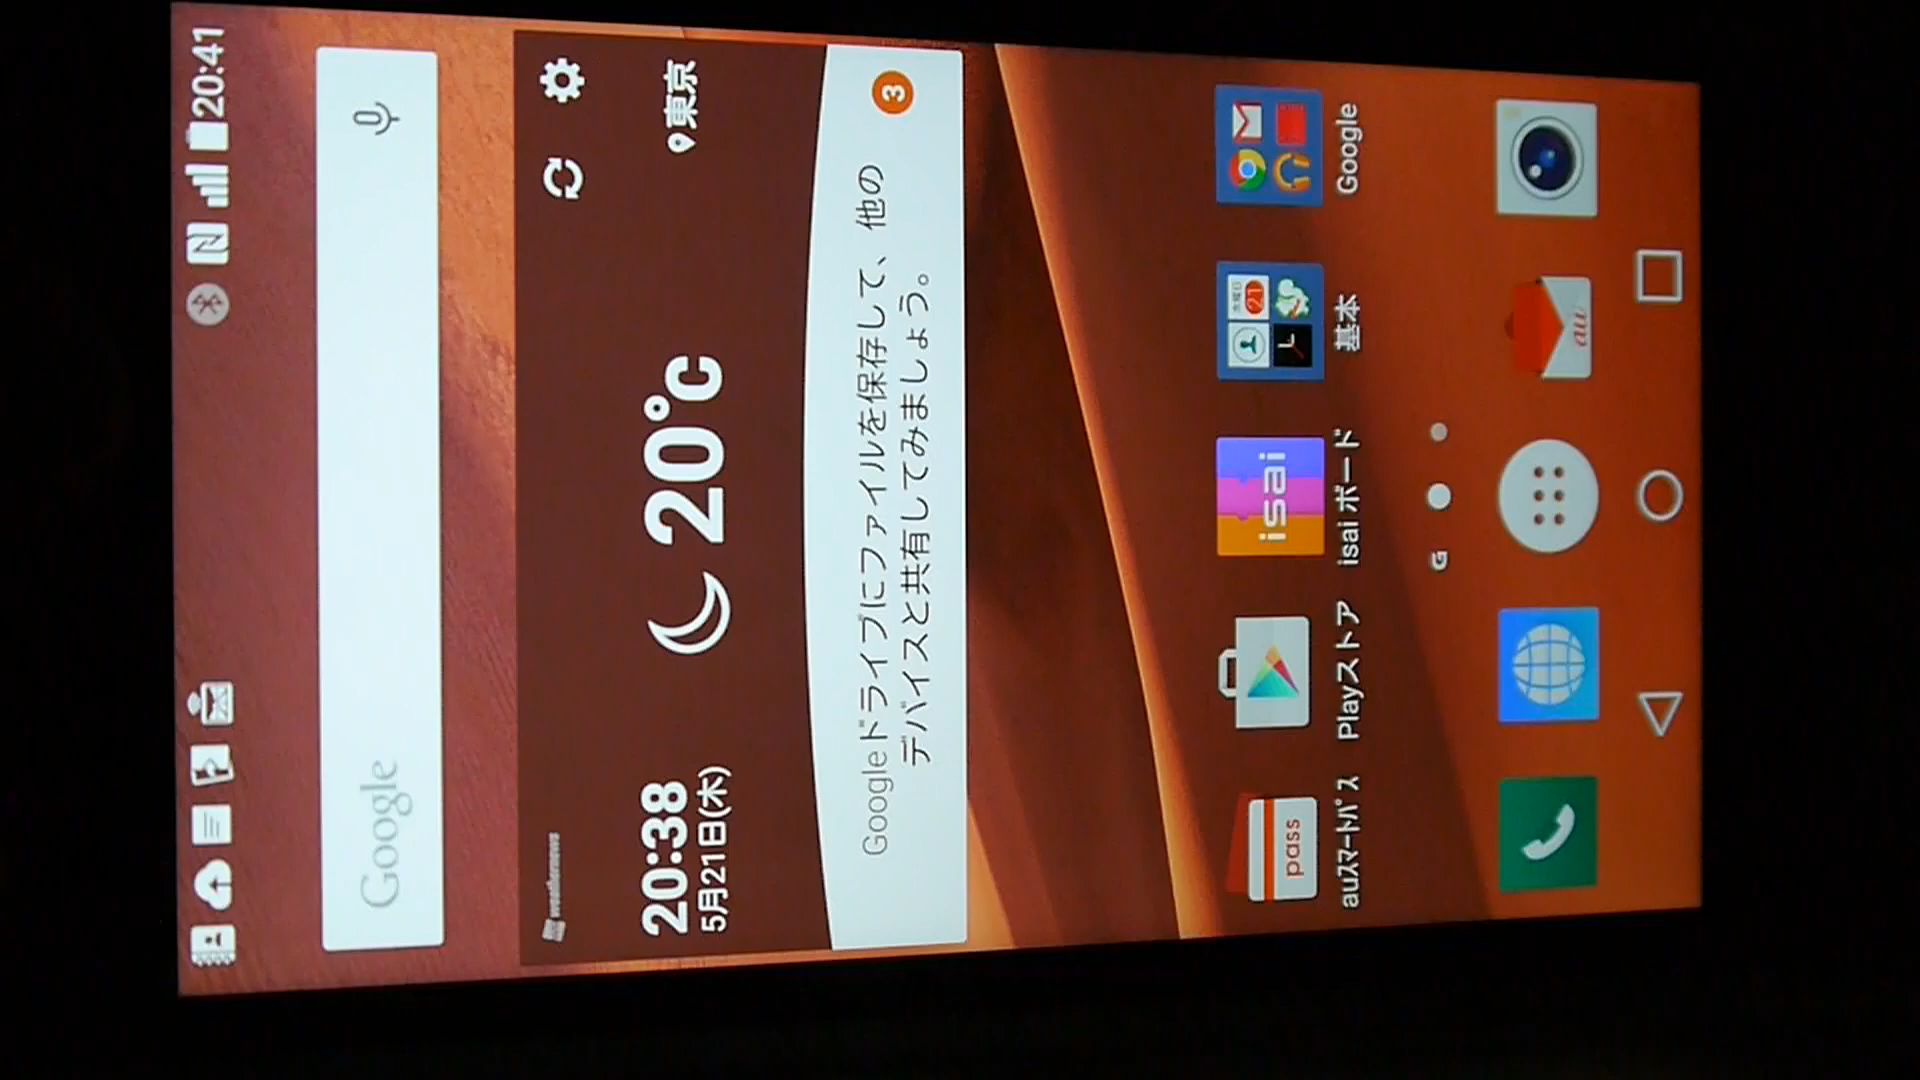 20:41
Google
weathernews
20:38
5月21日(木)
20℃
東京
Googleドライブにファイルを保存して、他の
デバイスと共有してみましょう。
3
pass
auｽﾏｰﾄﾊﾟｽ
Playストア
isai
isai ボード
21
基本
Google
G
au